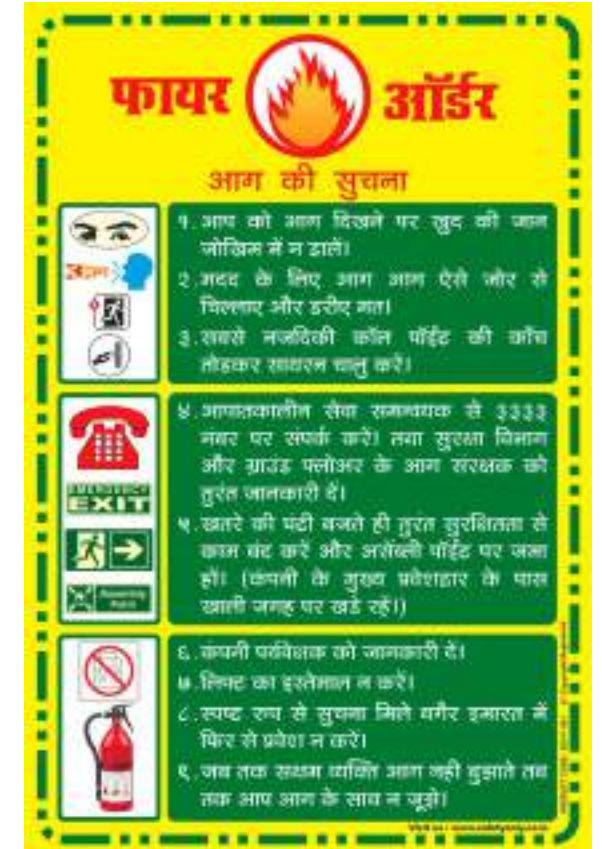 फायर ऑर्डर
आग की सुचना
१. आप को आग दिखने पर खुद की जान
जोखिम में न डालें।
आग
२. मदद के लिए आग आग ऐसे जोर से
चिल्लाए और डरीए मत।
३. सबसे नजदिकी कॉल पॉईंट की काँच
तोडकर सायरन चालु करें।
४. आपातकालीन सेवा समन्वयक से ३३३३
नंबर पर संपर्क करें। तथा सुरक्षा विभाग
और ग्राउंड फ्लोअर के आग संरक्षक को
तुरंत जानकारी दें।
EMERGENCY
EXIT
५. खतरे की घंटी बजते ही तुरंत सुरक्षितता से
काम बंद करें और असेंब्ली पॉईंट पर जमा
हों। (कंपनी के मुख्य प्रवेशद्वार के पास
खाली जगह पर खडे रहें।)
Assembly
Point
६. कंपनी पर्यवेक्षक को जानकारी दें।
७. लिफ्ट का इस्तेमाल न करें।
८. स्पष्ट रुप से सुचना मिले बगैर इमारत में
फिर से प्रवेश न करें।
९. जब तक सक्षम व्यक्ति आग नही बुझाते तब
तक आप आग के साथ न जूझे।